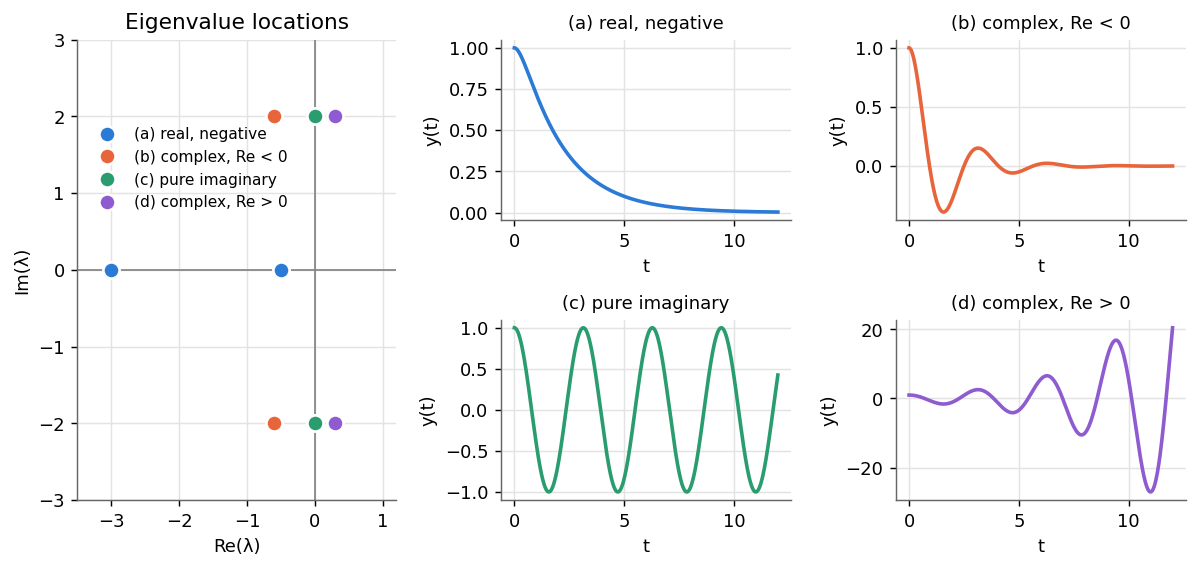 Eigenvalue locations
3
2
1
0
−1
−2
−3
Im(λ)
(a) real, negative
(b) complex, Re < 0
(c) pure imaginary
(d) complex, Re > 0
−3 −2 −1 0 1
Re(λ)
(a) real, negative
1.00
0.75
0.50
0.25
0.00
y(t)
0 5 10
t
(b) complex, Re < 0
1.0
0.5
0.0
y(t)
0 5 10
t
(c) pure imaginary
1.0
0.5
0.0
−0.5
−1.0
y(t)
0 5 10
t
(d) complex, Re > 0
20
0
−20
y(t)
0 5 10
t